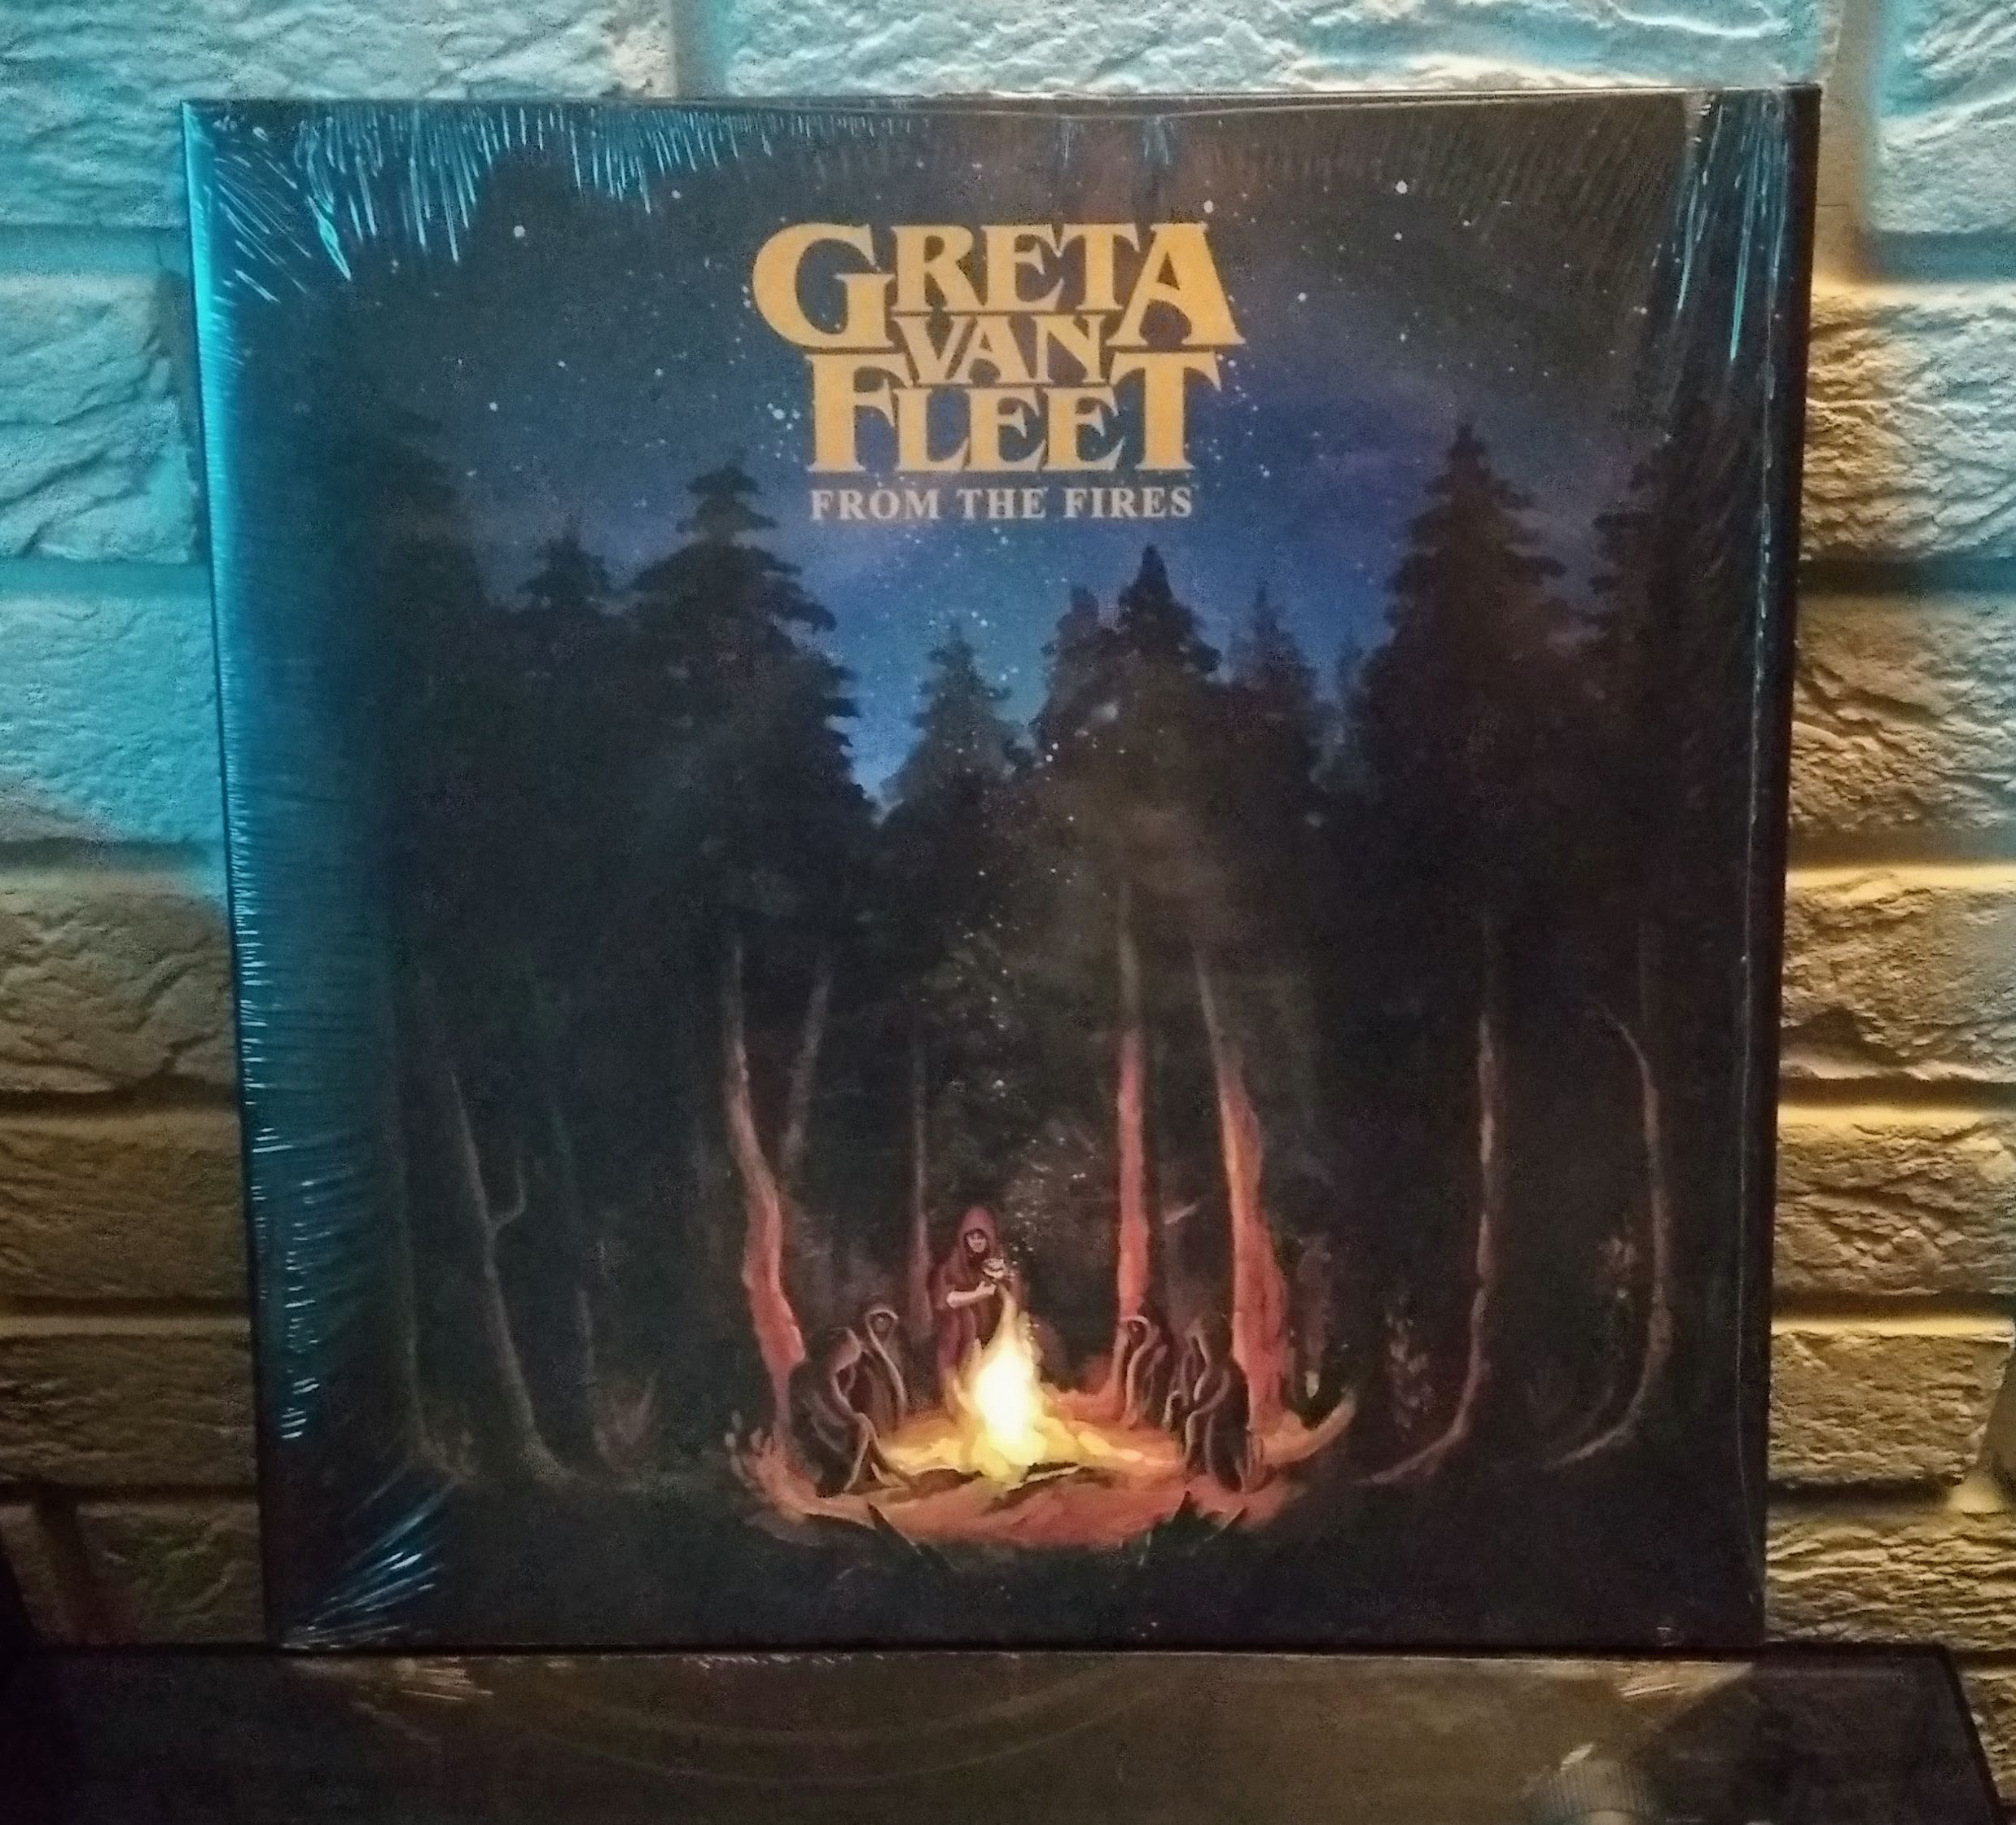 GRETA
VAN
FLEET
FROM THE FIRES